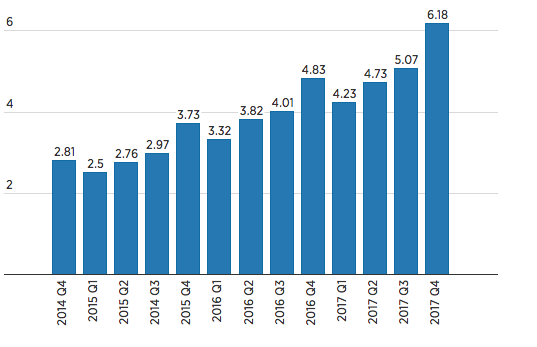 6
4
2
2.81
2.5
2.76
2.97
3.73
3.32
3.82
4.01
4.83
4.23
4.73
5.07
6.18
2014 Q4
2015 Q1
2015 Q2
2014 Q3
2015 Q4
2016 Q1
2016 Q2
2016 Q3
2016 Q4
2017 Q1
2017 Q2
2017 Q3
2017 Q4